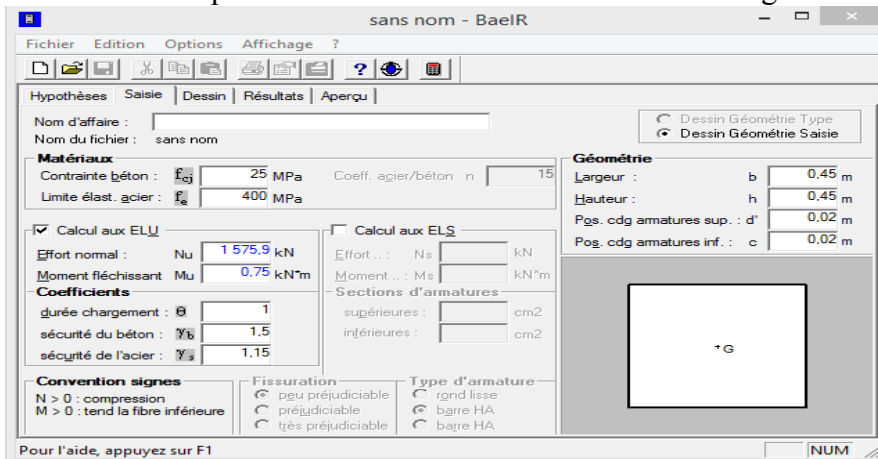 sans nom - BaelR
Fichier Edition Options Affichage ?
Hypothèses Saisie Dessin Résultats Aperçu
Nom d'affaire :
Nom du fichier : sans nom
Dessin Géométrie Type
Dessin Géométrie Saisie
Matériaux
Contrainte béton : fcj 25 MPa
Coeff. acier/béton n 15
Limite élast. acier : fe 400 MPa
Géométrie
Largeur : b 0,45 m
Hauteur : h 0,45 m
Pos. cdg armatures sup. : d' 0,02 m
Pos. cdg armatures inf. : c 0,02 m
Calcul aux ELU
Effort normal : Nu 1 575,9 kN
Moment fléchissant Mu 0,75 kN*m
Calcul aux ELS
Effort .. : Ns kN
Moment .. : Ms kN*m
Coefficients
durée chargement : θ 1
sécurité du béton : γb 1,5
sécurité de l'acier : γs 1,15
Sections d'armatures
supérieures : cm2
inférieures : cm2
+G
Convention signes
N > 0 : compression
M > 0 : tend la fibre inférieure
Fissuration
peu préjudiciable
préjudiciable
très préjudiciable
Type d'armature
rond lisse
barre HA
barre HA
Pour l'aide, appuyez sur F1
NUM